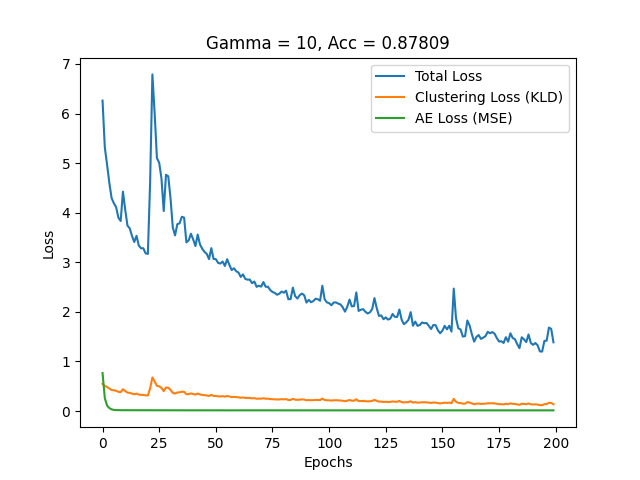 Gamma = 10, Acc = 0.87809
Total Loss
Clustering Loss (KLD)
AE Loss (MSE)
Loss
7
6
5
4
3
2
1
0
0 25 50 75 100 125 150 175 200
Epochs